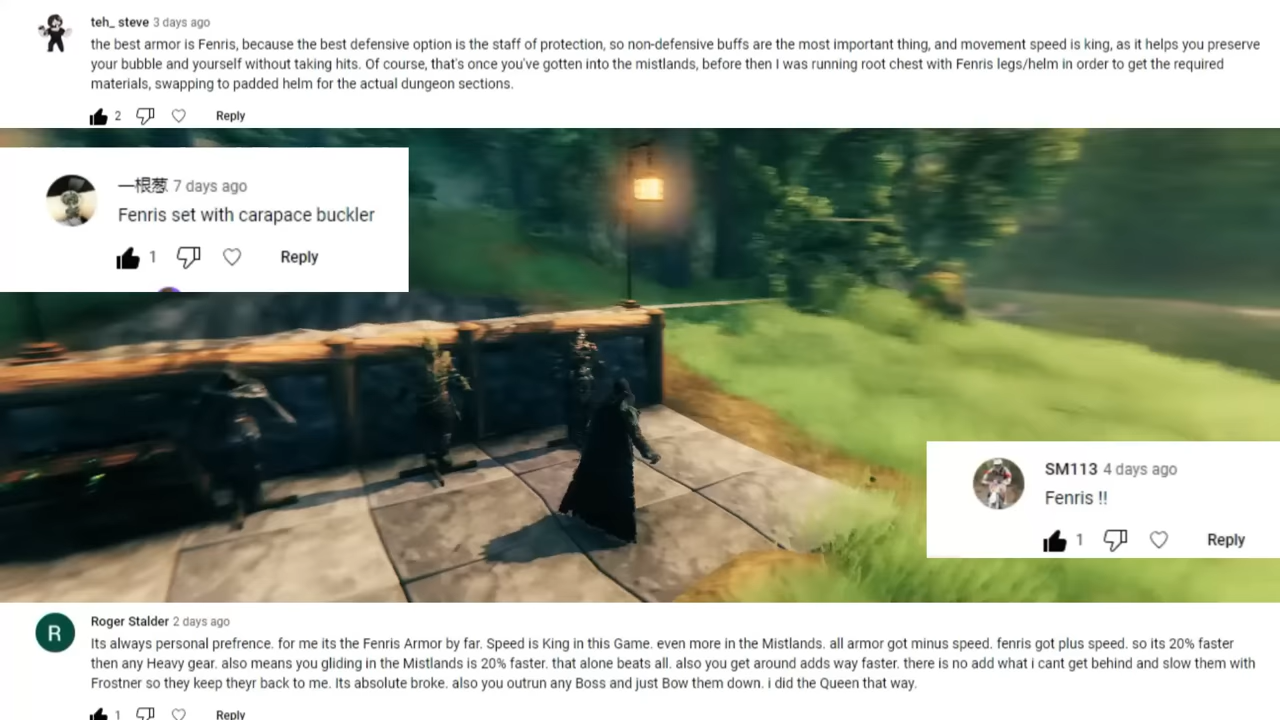 teh_ steve 3 days ago
the best armor is Fenris, because the best defensive option is the staff of protection, so non-defensive buffs are the most important thing, and movement speed is king, as it helps you preserve
your bubble and yourself without taking hits. Of course, that's once you've gotten into the mistlands, before then I was running root chest with Fenris legs/helm in order to get the required
materials, swapping to padded helm for the actual dungeon sections.
2 Reply
一根葱 7 days ago
Fenris set with carapace buckler
1 Reply
SM113 4 days ago
Fenris !!
1 Reply
R
Roger Stalder 2 days ago
Its always personal prefrence. for me its the Fenris Armor by far. Speed is King in this Game. even more in the Mistlands. all armor got minus speed. fenris got plus speed. so its 20% faster
then any Heavy gear. also means you gliding in the Mistlands is 20% faster. that alone beats all. also you get around adds way faster. there is no add what i cant get behind and slow them with
Frostner so they keep theyr back to me. Its absolute broke. also you outrun any Boss and just Bow them down. i did the Queen that way.
1 Reply